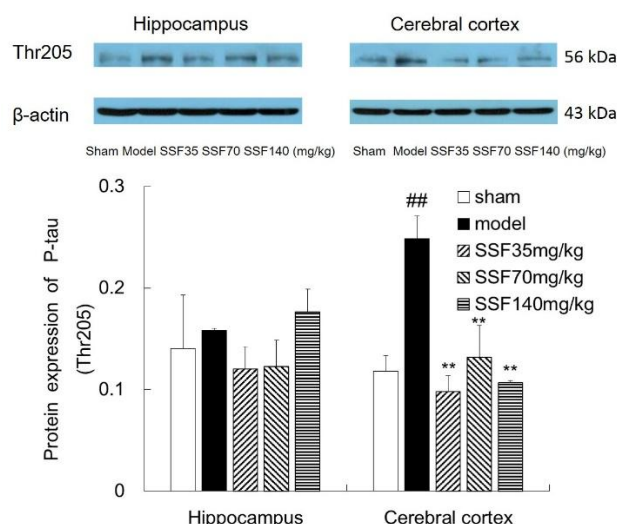 Hippocampus Cerebral cortex
Thr205 56 kDa
β-actin 43 kDa
Sham Model SSF35 SSF70 SSF140 (mg/kg) Sham Model SSF35 SSF70 SSF140 (mg/kg)
Protein expression of P-tau
(Thr205)
0.3
0.2
0.1
0
##
**
**
**
sham
model
SSF35mg/kg
SSF70mg/kg
SSF140mg/kg
Hippocampus Cerebral cortex